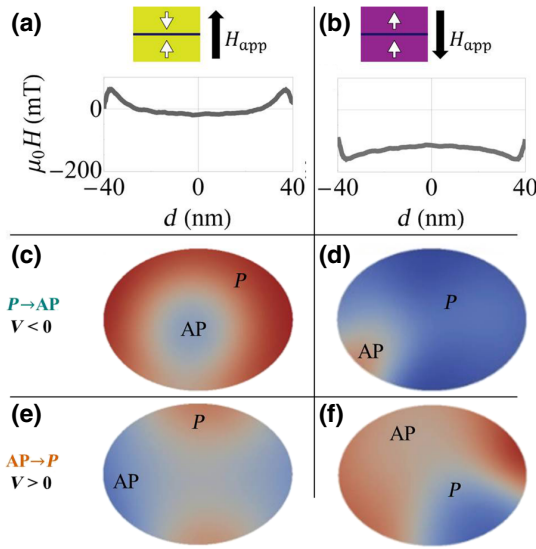 (a)
H_app
(b)
H_app
μ₀H (mT)
0
−200
−40
0
40
−40
0
40
d (nm)
d (nm)
(c)
P
AP
(d)
P
AP
P→AP
V < 0
(e)
P
AP
(f)
AP
P
AP→P
V > 0